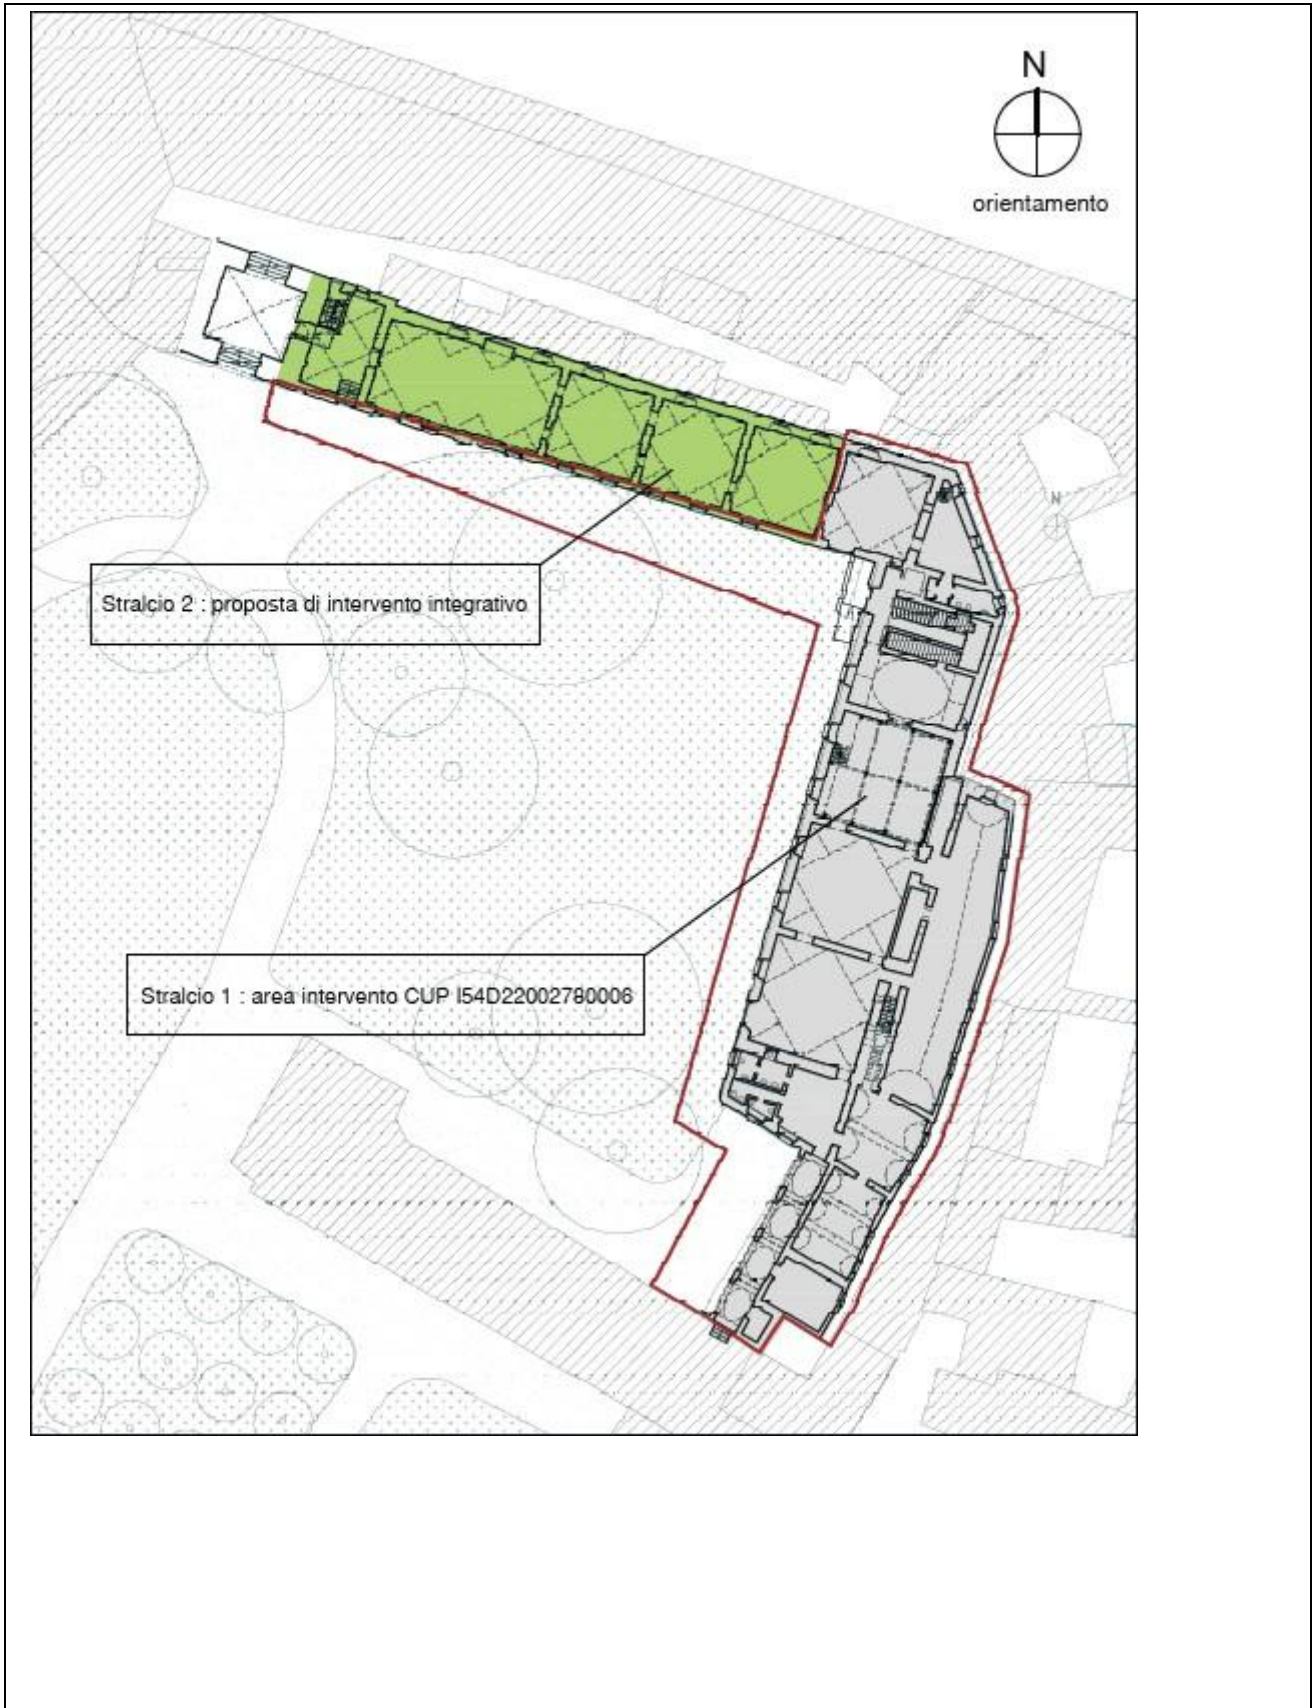 N
orientamento
N
Stralcio 2 : proposta di intervento integrativo
Stralcio 1 : area intervento CUP I54D22002780006